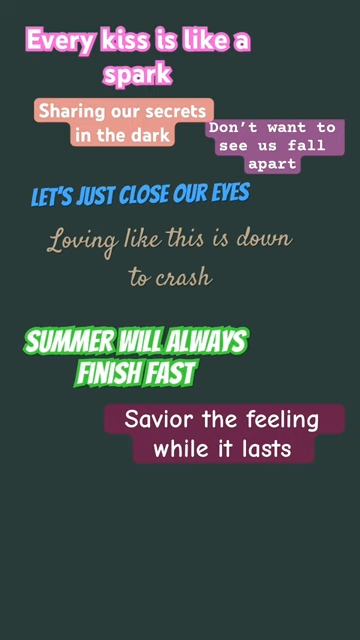 Every kiss is like a
spark
Sharing our secrets
in the dark
Don't want to
see us fall
apart
LET'S JUST CLOSE OUR EYES
Loving like this is down
to crash
SUMMER WILL ALWAYS
FINISH FAST
Savior the feeling
while it lasts